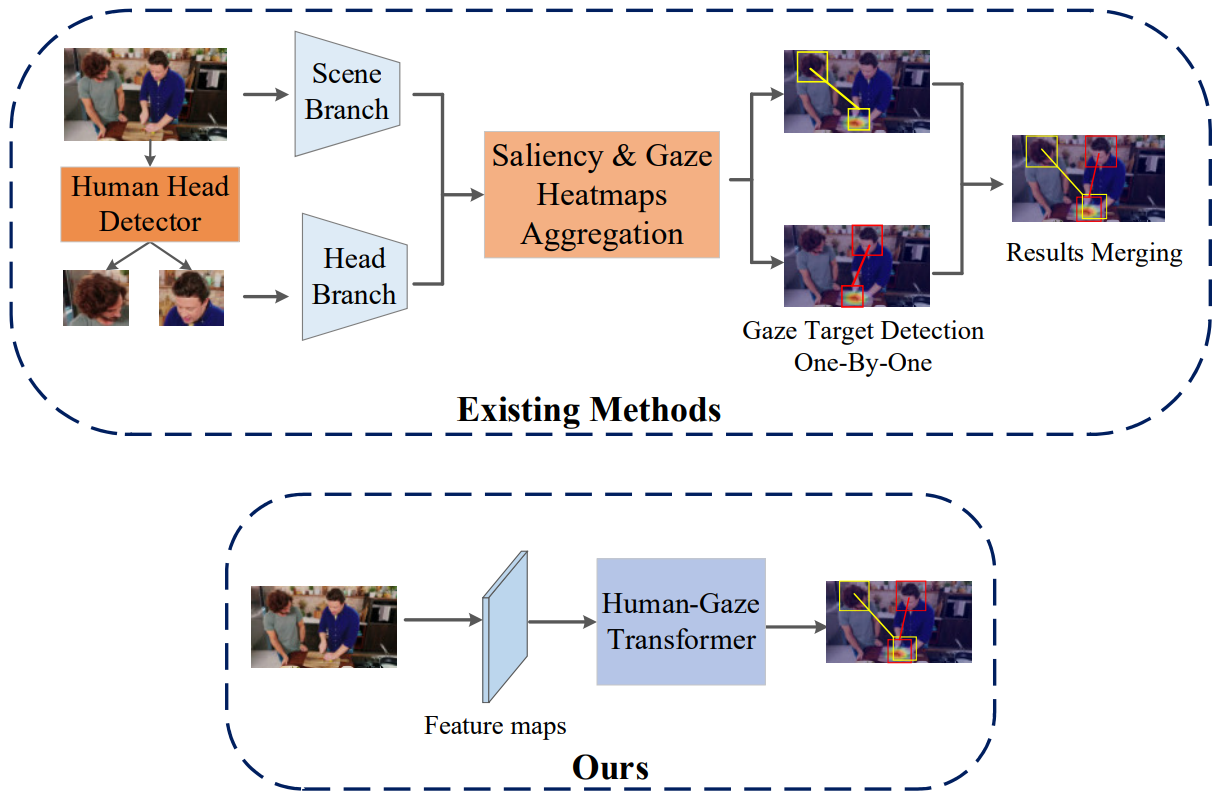 Scene
Branch
Human Head
Detector
Head
Branch
Saliency & Gaze
Heatmaps
Aggregation
Gaze Target Detection
One-By-One
Results Merging
Existing Methods
Feature maps
Human-Gaze
Transformer
Ours